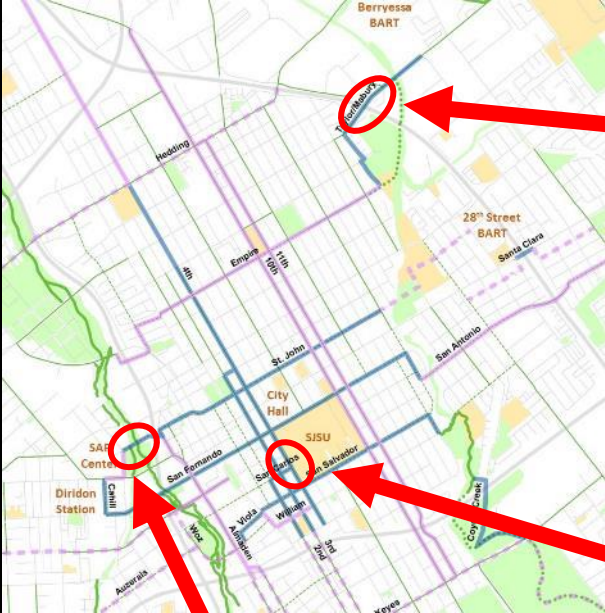 Berryessa
BART
Taylor/Mabury
Hedding
28th Street
BART
Santa Clara
Empire
11th
10th
4th
San Antonio
St. John
City
Hall
SJSU
SAP
Center
San Fernando
San Carlos
San Salvador
Diridon
Station
Cahill
Viola
William
Coyote Creek
Woz
Almaden
3rd
2nd
Auzerais
Keyes